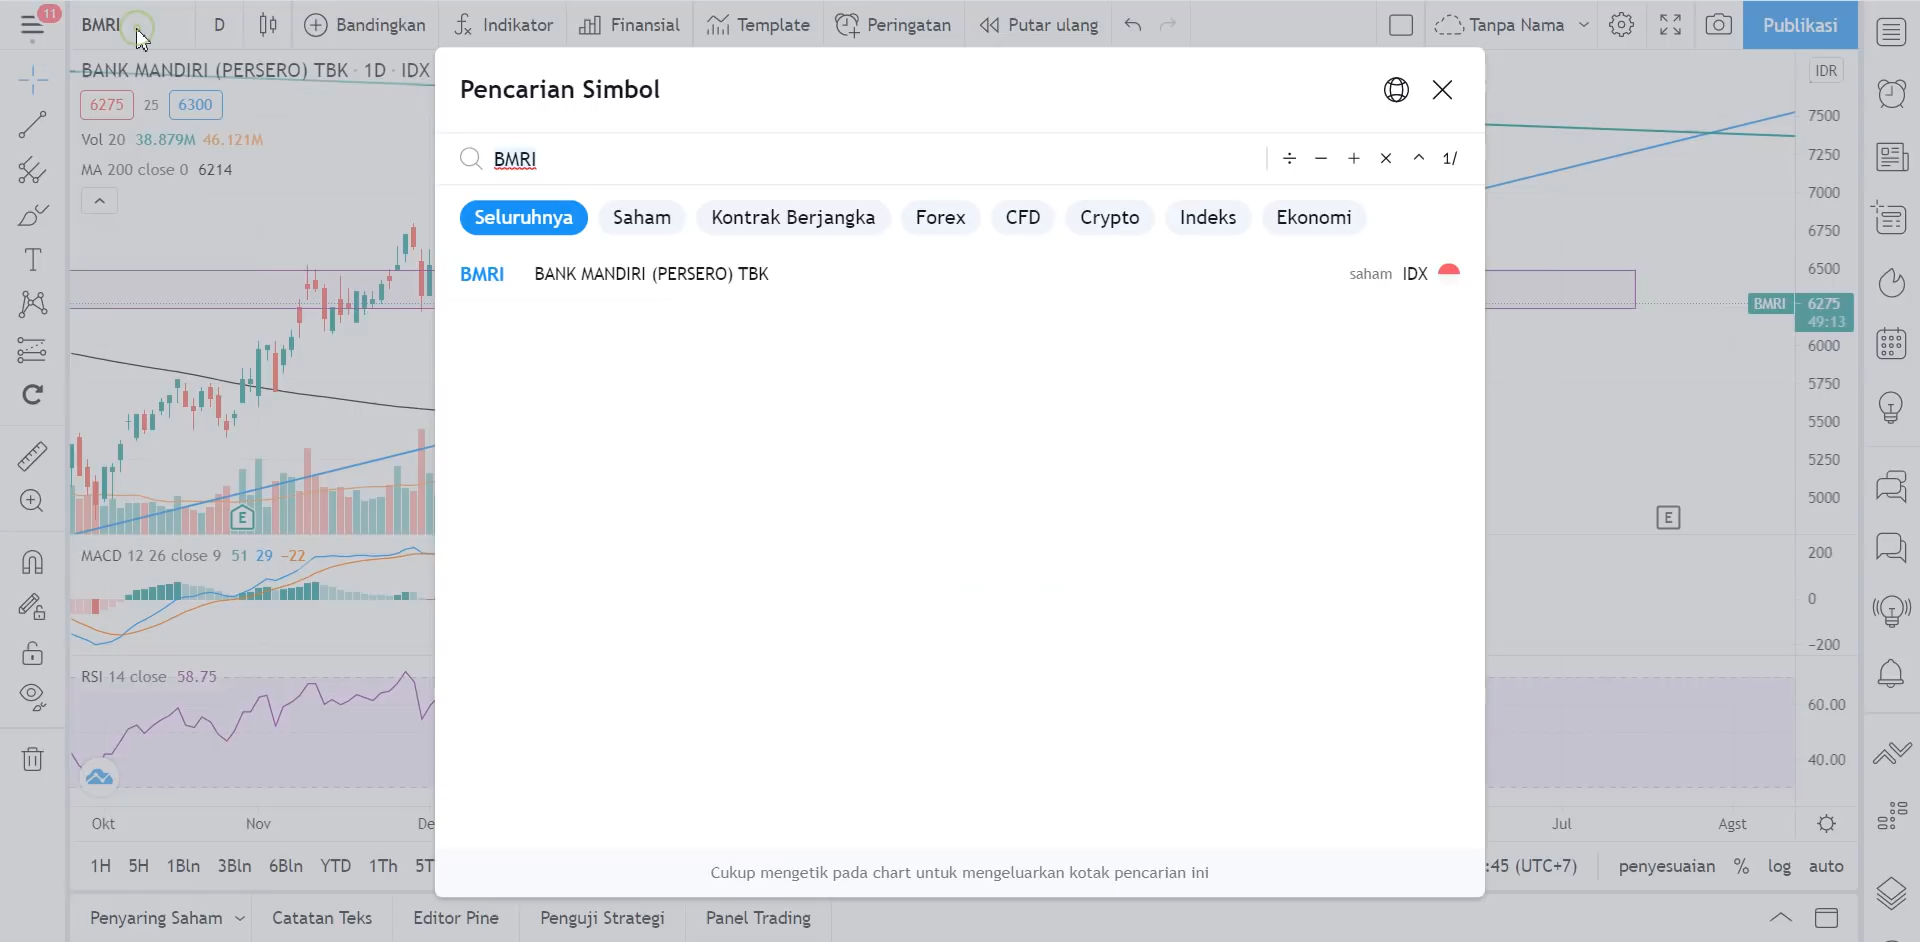 11
BMRI
D
Bandingkan
Indikator
Finansial
Template
Peringatan
Putar ulang
Tanpa Nama
Publikasi
BANK MANDIRI (PERSERO) TBK · 1D · IDX
6275 25 6300
Vol 20 38.879M 46.121M
MA 200 close 0 6214
Pencarian Simbol
BMRI
÷ − + × ^ 1/
Seluruhnya
Saham
Kontrak Berjangka
Forex
CFD
Crypto
Indeks
Ekonomi
BMRI BANK MANDIRI (PERSERO) TBK saham IDX
IDR
7500
7250
7000
6750
6500
BMRI 6275
49:13
6000
5750
5500
5250
5000
E
E
MACD 12 26 close 9 51 29 −22
200
0
−200
RSI 14 close 58.75
60.00
40.00
Okt Nov De Jul Agst
1H 5H 1Bln 3Bln 6Bln YTD 1Th 5T
:45 (UTC+7) penyesuaian % log auto
Cukup mengetik pada chart untuk mengeluarkan kotak pencarian ini
Penyaring Saham
Catatan Teks
Editor Pine
Penguji Strategi
Panel Trading